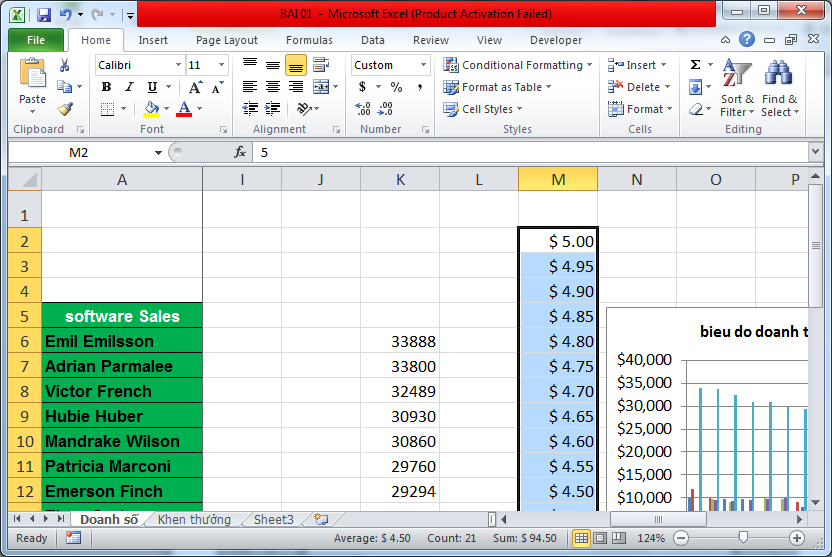 BAI 01 - Microsoft Excel (Product Activation Failed)
File Home Insert Page Layout Formulas Data Review View Developer
Calibri 11 Custom Conditional Formatting Insert Σ
Paste B I U A A $ % , Format as Table Delete Sort & Filter Find & Select
A .00 .0 Cell Styles Format
Clipboard Font Alignment Number Styles Cells Editing
M2 fx 5
A I J K L M N O P
1
2 $ 5.00
3 $ 4.95
4 $ 4.90
5 software Sales $ 4.85
6 Emil Emilsson 33888 $ 4.80
7 Adrian Parmalee 33800 $ 4.75
8 Victor French 32489 $ 4.70
9 Hubie Huber 30930 $ 4.65
10 Mandrake Wilson 30860 $ 4.60
11 Patricia Marconi 29760 $ 4.55
12 Emerson Finch 29294 $ 4.50
bieu do doanh t
$40,000
$35,000
$30,000
$25,000
$20,000
$15,000
$10,000
Doanh số Khen thưởng Sheet3
Ready Average: $ 4.50 Count: 21 Sum: $ 94.50 124%